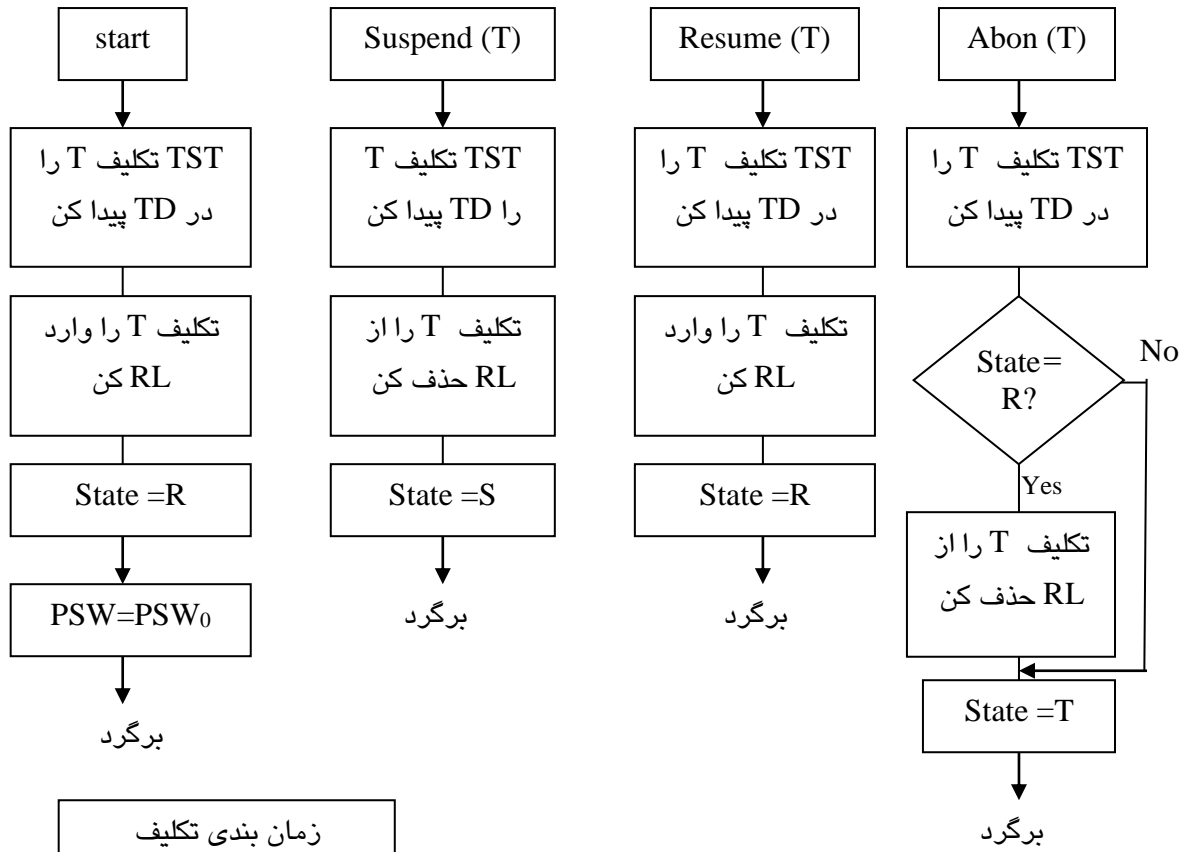 start
TST تکلیف T را
در TD پیدا کن
تکلیف T را وارد
RL کن
State =R
PSW=PSW₀
برگرد
Suspend (T)
TST تکلیف T
را TD پیدا کن
تکلیف T را از
RL حذف کن
State =S
برگرد
Resume (T)
TST تکلیف T را
در TD پیدا کن
تکلیف T را وارد
RL کن
State =R
برگرد
Abon (T)
TST تکلیف T را
در TD پیدا کن
State=
R?
No
Yes
تکلیف T را از
RL حذف کن
State =T
برگرد
زمان بندی تکلیف